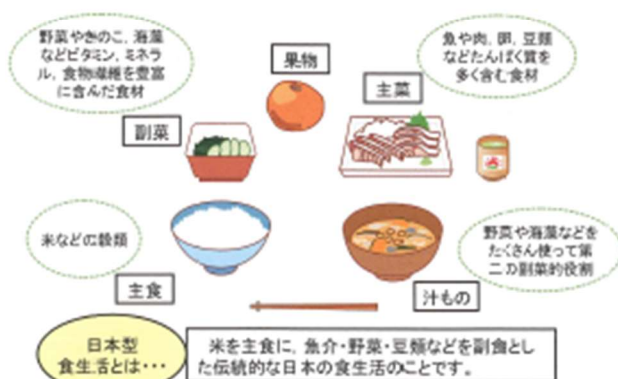 野菜やきのこ、海藻
などビタミン、ミネラ
ル、食物繊維を豊富
に含んだ食材
果物
魚や肉、卵、豆類
などたんぱく質を
多く含む食材
主菜
副菜
米などの穀類
野菜や海藻などを
たくさん使って第
二の副菜的役割
主食
汁もの
日本型
食生活とは・・・
米を主食に、魚介・野菜・豆類などを副食とし
た伝統的な日本の食生活のことです。